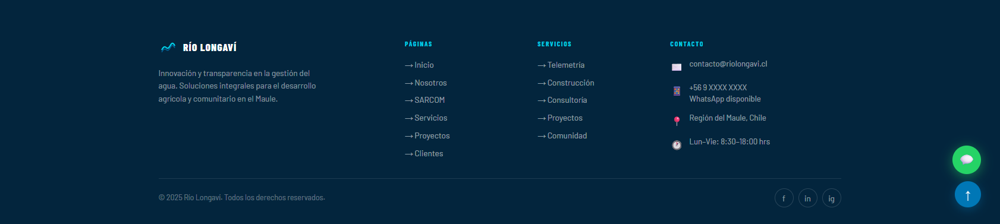 RÍO LONGAVÍ
Innovación y transparencia en la gestión del
agua. Soluciones integrales para el desarrollo
agrícola y comunitario en el Maule.
PÁGINAS
→ Inicio
→ Nosotros
→ SARCOM
→ Servicios
→ Proyectos
→ Clientes
SERVICIOS
→ Telemetría
→ Construcción
→ Consultoría
→ Proyectos
→ Comunidad
CONTACTO
contacto@riolongavi.cl
+56 9 XXXX XXXX
WhatsApp disponible
Región del Maule, Chile
Lun–Vie: 8:30–18:00 hrs
© 2025 Río Longaví. Todos los derechos reservados.
f
in
ig
↑